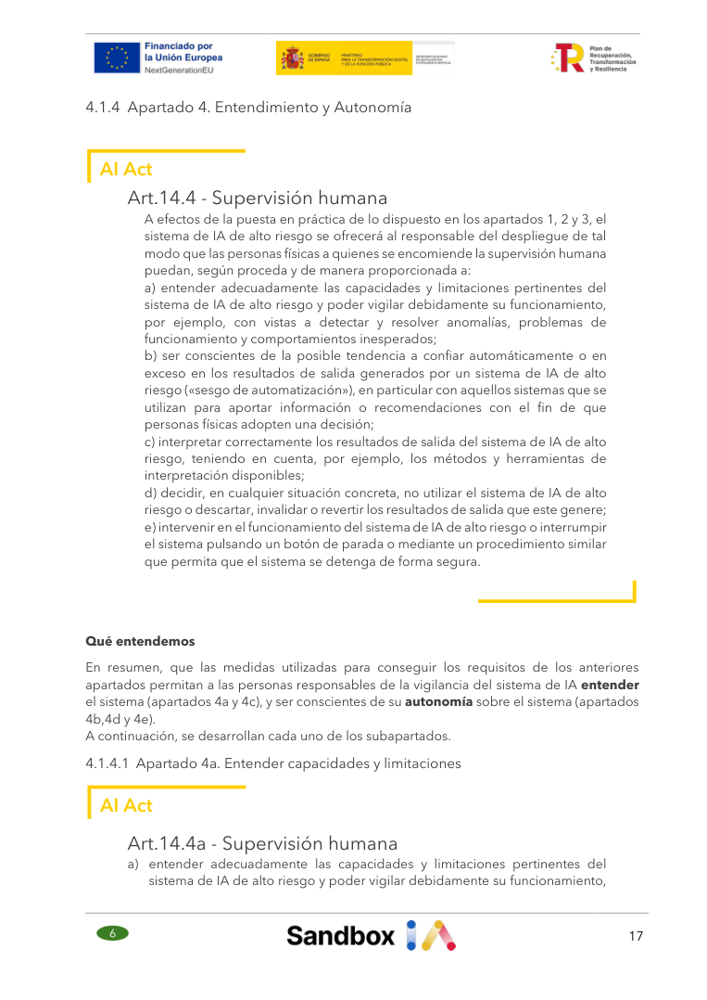 Financiado por
la Unión Europea
NextGenerationEU
GOBIERNO
DE ESPAÑA
MINISTERIO
PARA LA TRANSFORMACIÓN DIGITAL
Y DE LA FUNCIÓN PÚBLICA
SECRETARÍA DE ESTADO
DE DIGITALIZACIÓN
E INTELIGENCIA ARTIFICIAL
Plan de
Recuperación,
Transformación
y Resiliencia
4.1.4 Apartado 4. Entendimiento y Autonomía
AI Act
Art.14.4 - Supervisión humana
A efectos de la puesta en práctica de lo dispuesto en los apartados 1, 2 y 3, el
sistema de IA de alto riesgo se ofrecerá al responsable del despliegue de tal
modo que las personas físicas a quienes se encomiende la supervisión humana
puedan, según proceda y de manera proporcionada a:
a) entender adecuadamente las capacidades y limitaciones pertinentes del
sistema de IA de alto riesgo y poder vigilar debidamente su funcionamiento,
por ejemplo, con vistas a detectar y resolver anomalías, problemas de
funcionamiento y comportamientos inesperados;
b) ser conscientes de la posible tendencia a confiar automáticamente o en
exceso en los resultados de salida generados por un sistema de IA de alto
riesgo («sesgo de automatización»), en particular con aquellos sistemas que se
utilizan para aportar información o recomendaciones con el fin de que
personas físicas adopten una decisión;
c) interpretar correctamente los resultados de salida del sistema de IA de alto
riesgo, teniendo en cuenta, por ejemplo, los métodos y herramientas de
interpretación disponibles;
d) decidir, en cualquier situación concreta, no utilizar el sistema de IA de alto
riesgo o descartar, invalidar o revertir los resultados de salida que este genere;
e) intervenir en el funcionamiento del sistema de IA de alto riesgo o interrumpir
el sistema pulsando un botón de parada o mediante un procedimiento similar
que permita que el sistema se detenga de forma segura.
Qué entendemos
En resumen, que las medidas utilizadas para conseguir los requisitos de los anteriores
apartados permitan a las personas responsables de la vigilancia del sistema de IA entender
el sistema (apartados 4a y 4c), y ser conscientes de su autonomía sobre el sistema (apartados
4b,4d y 4e).
A continuación, se desarrollan cada uno de los subapartados.
4.1.4.1 Apartado 4a. Entender capacidades y limitaciones
AI Act
Art.14.4a - Supervisión humana
a) entender adecuadamente las capacidades y limitaciones pertinentes del
sistema de IA de alto riesgo y poder vigilar debidamente su funcionamiento,
6
Sandbox IA
17